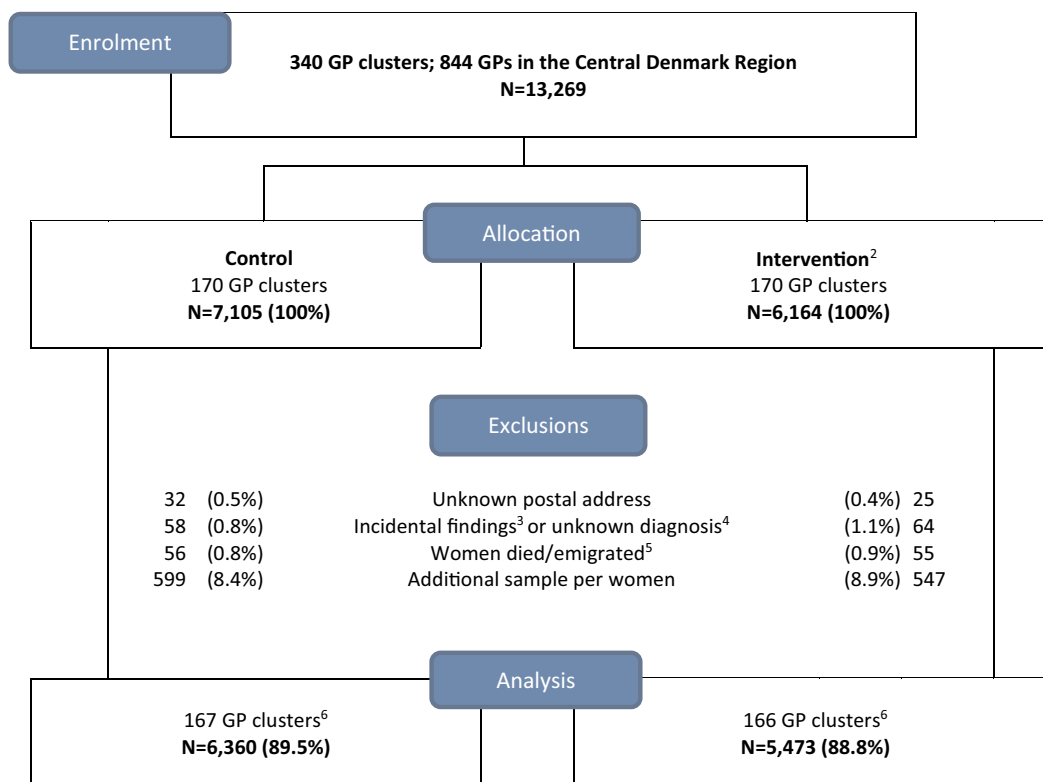 Enrolment
340 GP clusters; 844 GPs in the Central Denmark Region
N=13,269
Allocation
Control
170 GP clusters
N=7,105 (100%)
Intervention2
170 GP clusters
N=6,164 (100%)
Exclusions
32 (0.5%) Unknown postal address (0.4%) 25
58 (0.8%) Incidental findings3 or unknown diagnosis4 (1.1%) 64
56 (0.8%) Women died/emigrated5 (0.9%) 55
599 (8.4%) Additional sample per women (8.9%) 547
Analysis
167 GP clusters6
N=6,360 (89.5%)
166 GP clusters6
N=5,473 (88.8%)